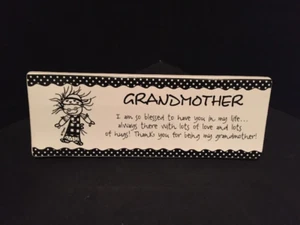 GRANDMOTHER
I am so blessed to have you in my life...
always there with lots of love and lots
of hugs! Thank you for being my grandmother!